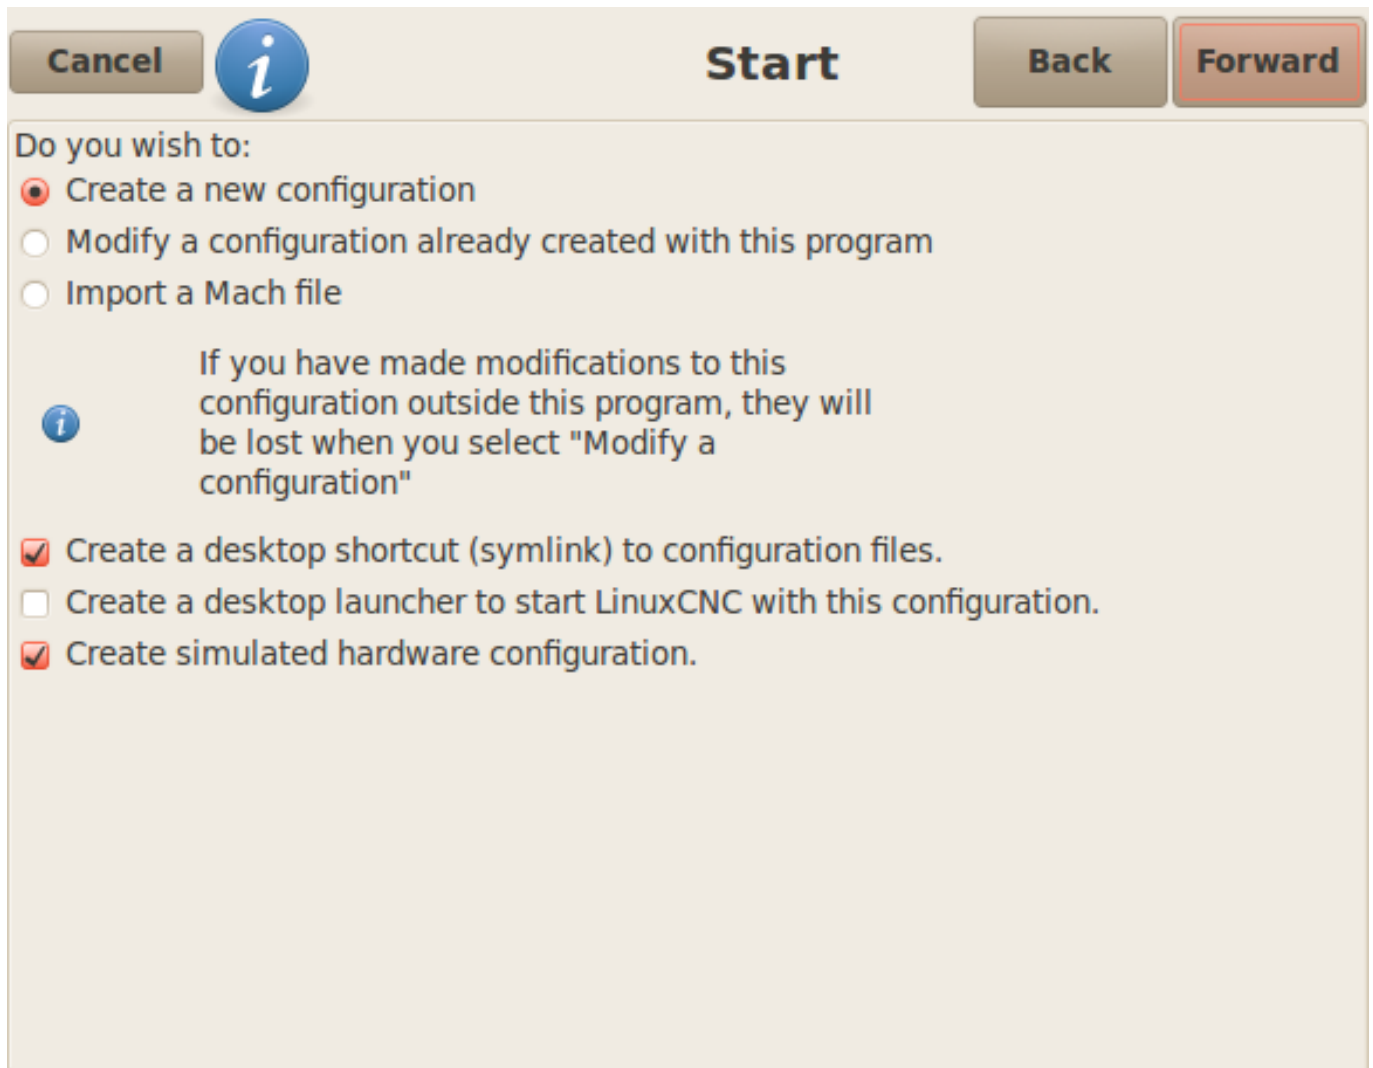 Cancel
Start
Back
Forward
Do you wish to:
Create a new configuration
Modify a configuration already created with this program
Import a Mach file
If you have made modifications to this
configuration outside this program, they will
be lost when you select "Modify a
configuration"
Create a desktop shortcut (symlink) to configuration files.
Create a desktop launcher to start LinuxCNC with this configuration.
Create simulated hardware configuration.